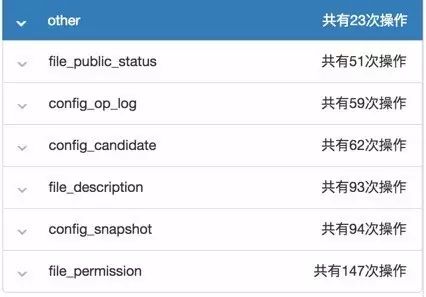 other 共有23次操作
file_public_status 共有51次操作
config_op_log 共有59次操作
config_candidate 共有62次操作
file_description 共有93次操作
config_snapshot 共有94次操作
file_permission 共有147次操作